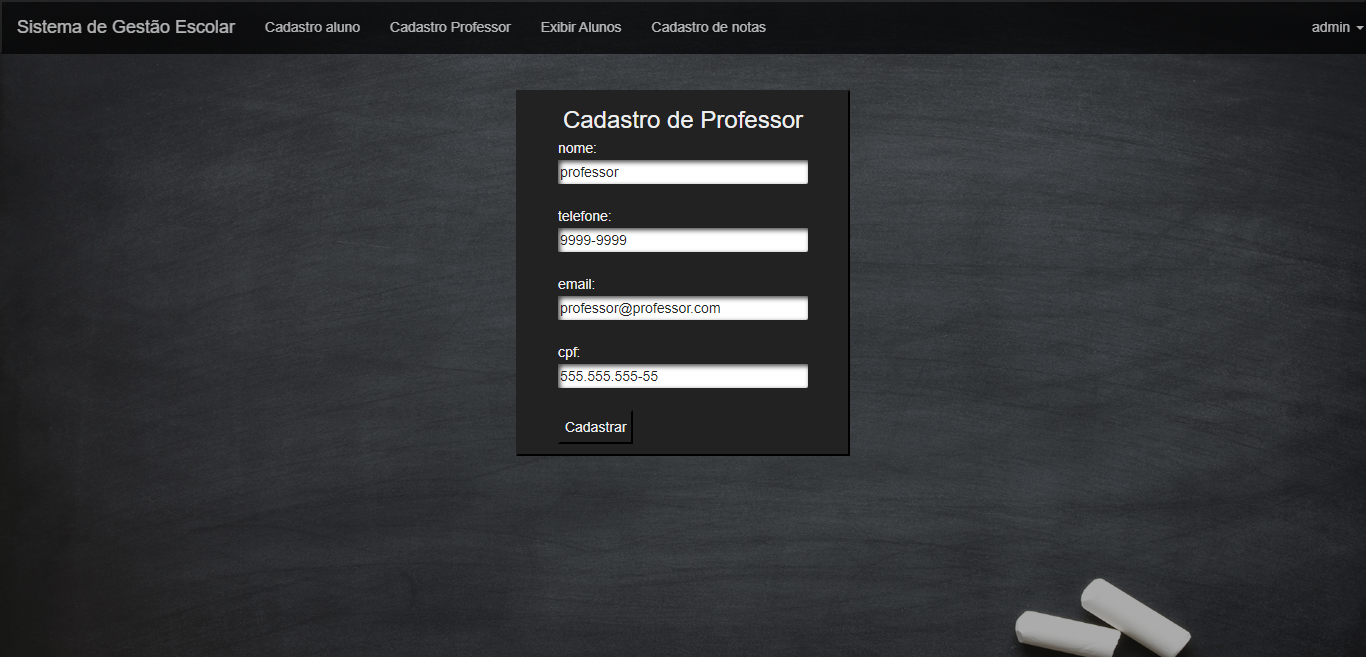 Sistema de Gestão Escolar Cadastro aluno Cadastro Professor Exibir Alunos Cadastro de notas admin
Cadastro de Professor
nome:
professor
telefone:
9999-9999
email:
professor@professor.com
cpf:
555.555.555-55
Cadastrar